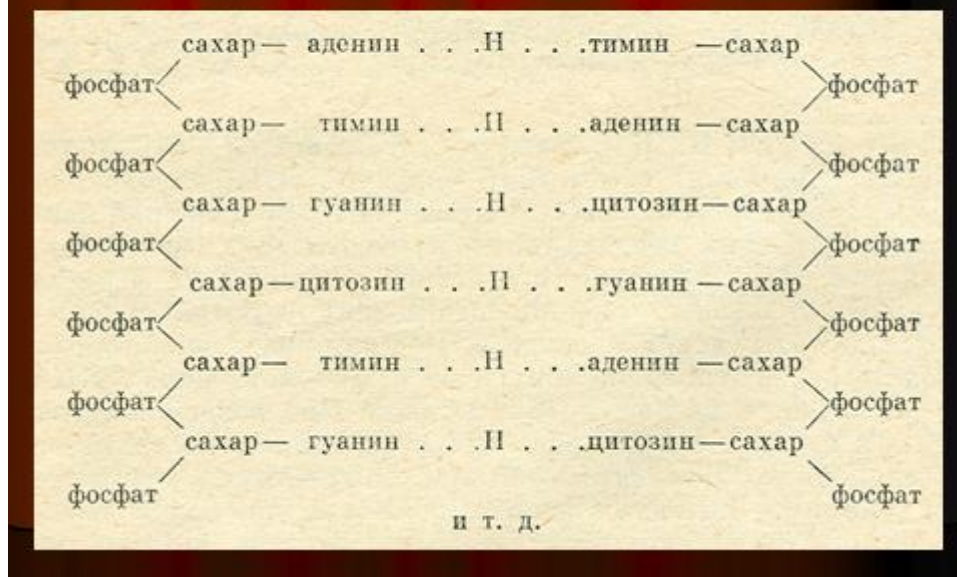 сахар — аденин . . .Н . . .тимин —сахар
фосфат фосфат
сахар— тимин . . .Н . . .аденин —сахар
фосфат фосфат
сахар— гуанин . . .Н . . .цитозин—сахар
фосфат фосфат
сахар—цитозин . . .Н . . .гуанин —сахар
фосфат фосфат
сахар— тимин . . .Н . . .аденин —сахар
фосфат фосфат
сахар— гуанин . . .Н . . .цитозин—сахар
фосфат фосфат
и т. д.